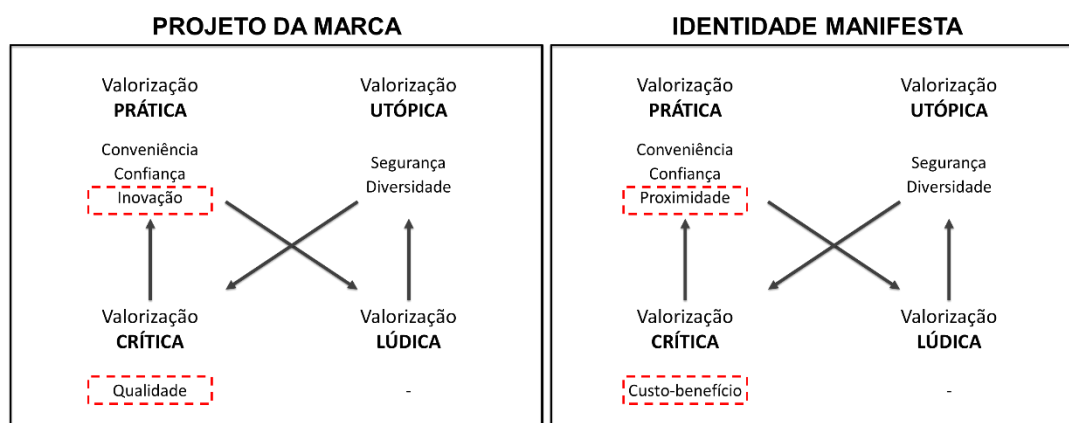 PROJETO DA MARCA
Valorização
PRÁTICA
Valorização
UTÓPICA
Conveniência
Confiança
Inovação
Segurança
Diversidade
Valorização
CRÍTICA
Valorização
LÚDICA
Qualidade
-
IDENTIDADE MANIFESTA
Valorização
PRÁTICA
Valorização
UTÓPICA
Conveniência
Confiança
Proximidade
Segurança
Diversidade
Valorização
CRÍTICA
Valorização
LÚDICA
Custo-benefício
-